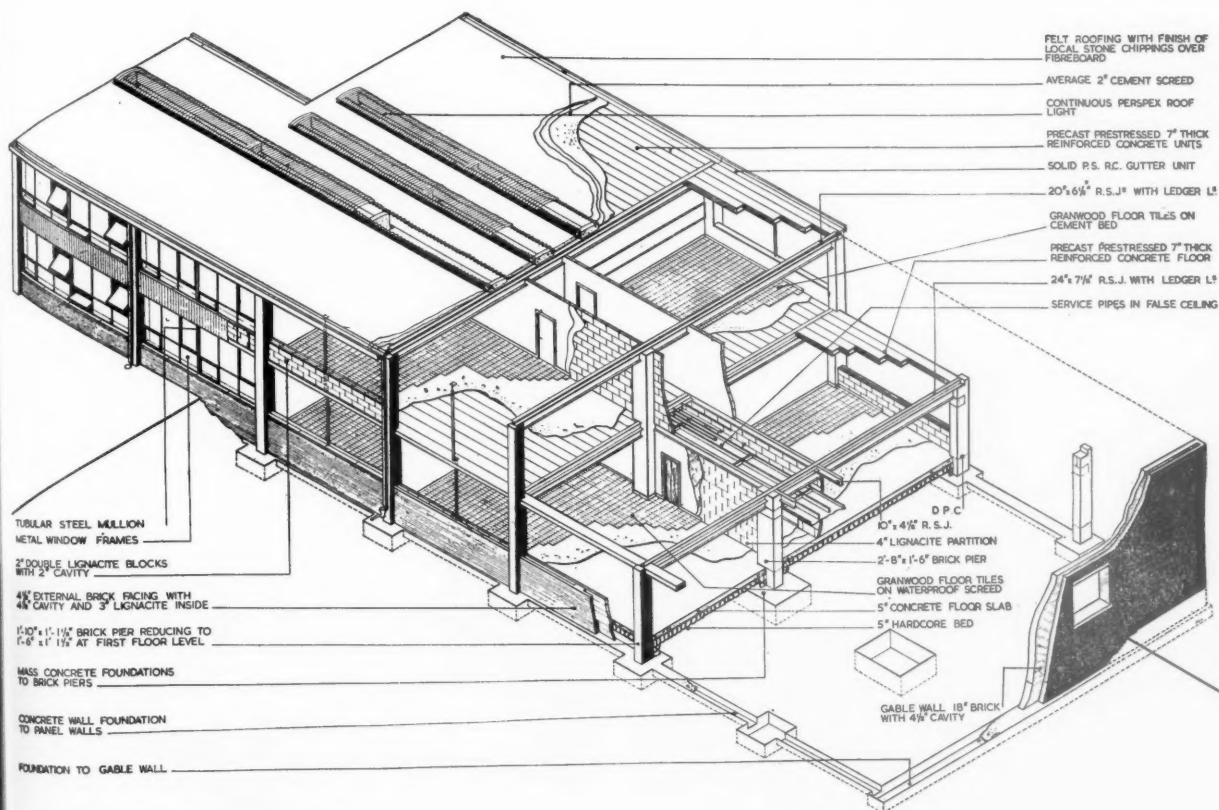 FELT ROOFING WITH FINISH OF
LOCAL STONE CHIPPINGS OVER
FIBREBOARD
AVERAGE 2" CEMENT SCREED
CONTINUOUS PERSPEX ROOF
LIGHT
PRECAST PRESTRESSED 7" THICK
REINFORCED CONCRETE UNITS
SOLID P.S. R.C. GUTTER UNIT
20"x 6½" R.S.Jˢ WITH LEDGER Lˢ
GRANWOOD FLOOR TILES ON
CEMENT BED
PRECAST PRESTRESSED 7" THICK
REINFORCED CONCRETE FLOOR
24"x 7½" R.S.J. WITH LEDGER Lˢ
SERVICE PIPES IN FALSE CEILING
TUBULAR STEEL MULLION
METAL WINDOW FRAMES
2" DOUBLE LIGNACITE BLOCKS
WITH 2" CAVITY
4½" EXTERNAL BRICK FACING WITH
4½" CAVITY AND 3" LIGNACITE INSIDE
1'-10"x 1'-1½" BRICK PIER REDUCING TO
1'-6"x 1'1½" AT FIRST FLOOR LEVEL
MASS CONCRETE FOUNDATIONS
TO BRICK PIERS
CONCRETE WALL FOUNDATION
TO PANEL WALLS
FOUNDATION TO GABLE WALL
D P C
10"x 4½" R.S.J.
4" LIGNACITE PARTITION
2'-8"x 1'-6" BRICK PIER
GRANWOOD FLOOR TILES
ON WATERPROOF SCREED
5" CONCRETE FLOOR SLAB
5" HARDCORE BED
GABLE WALL 18" BRICK
WITH 4½" CAVITY